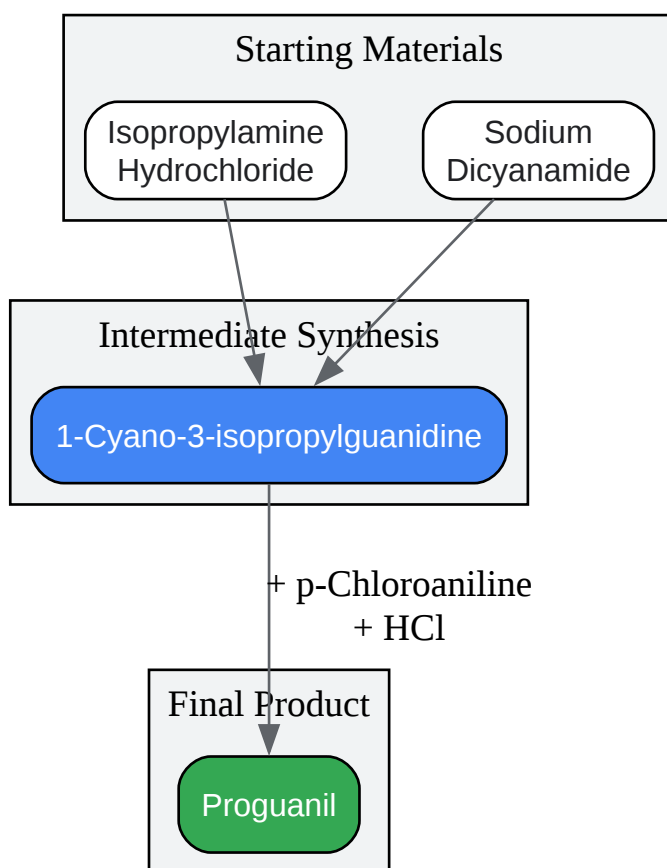 Starting Materials
Isopropylamine
Hydrochloride
Sodium
Dicyanamide
Intermediate Synthesis
1-Cyano-3-isopropylguanidine
+ p-Chloroaniline
+ HCl
Final Product
Proguanil